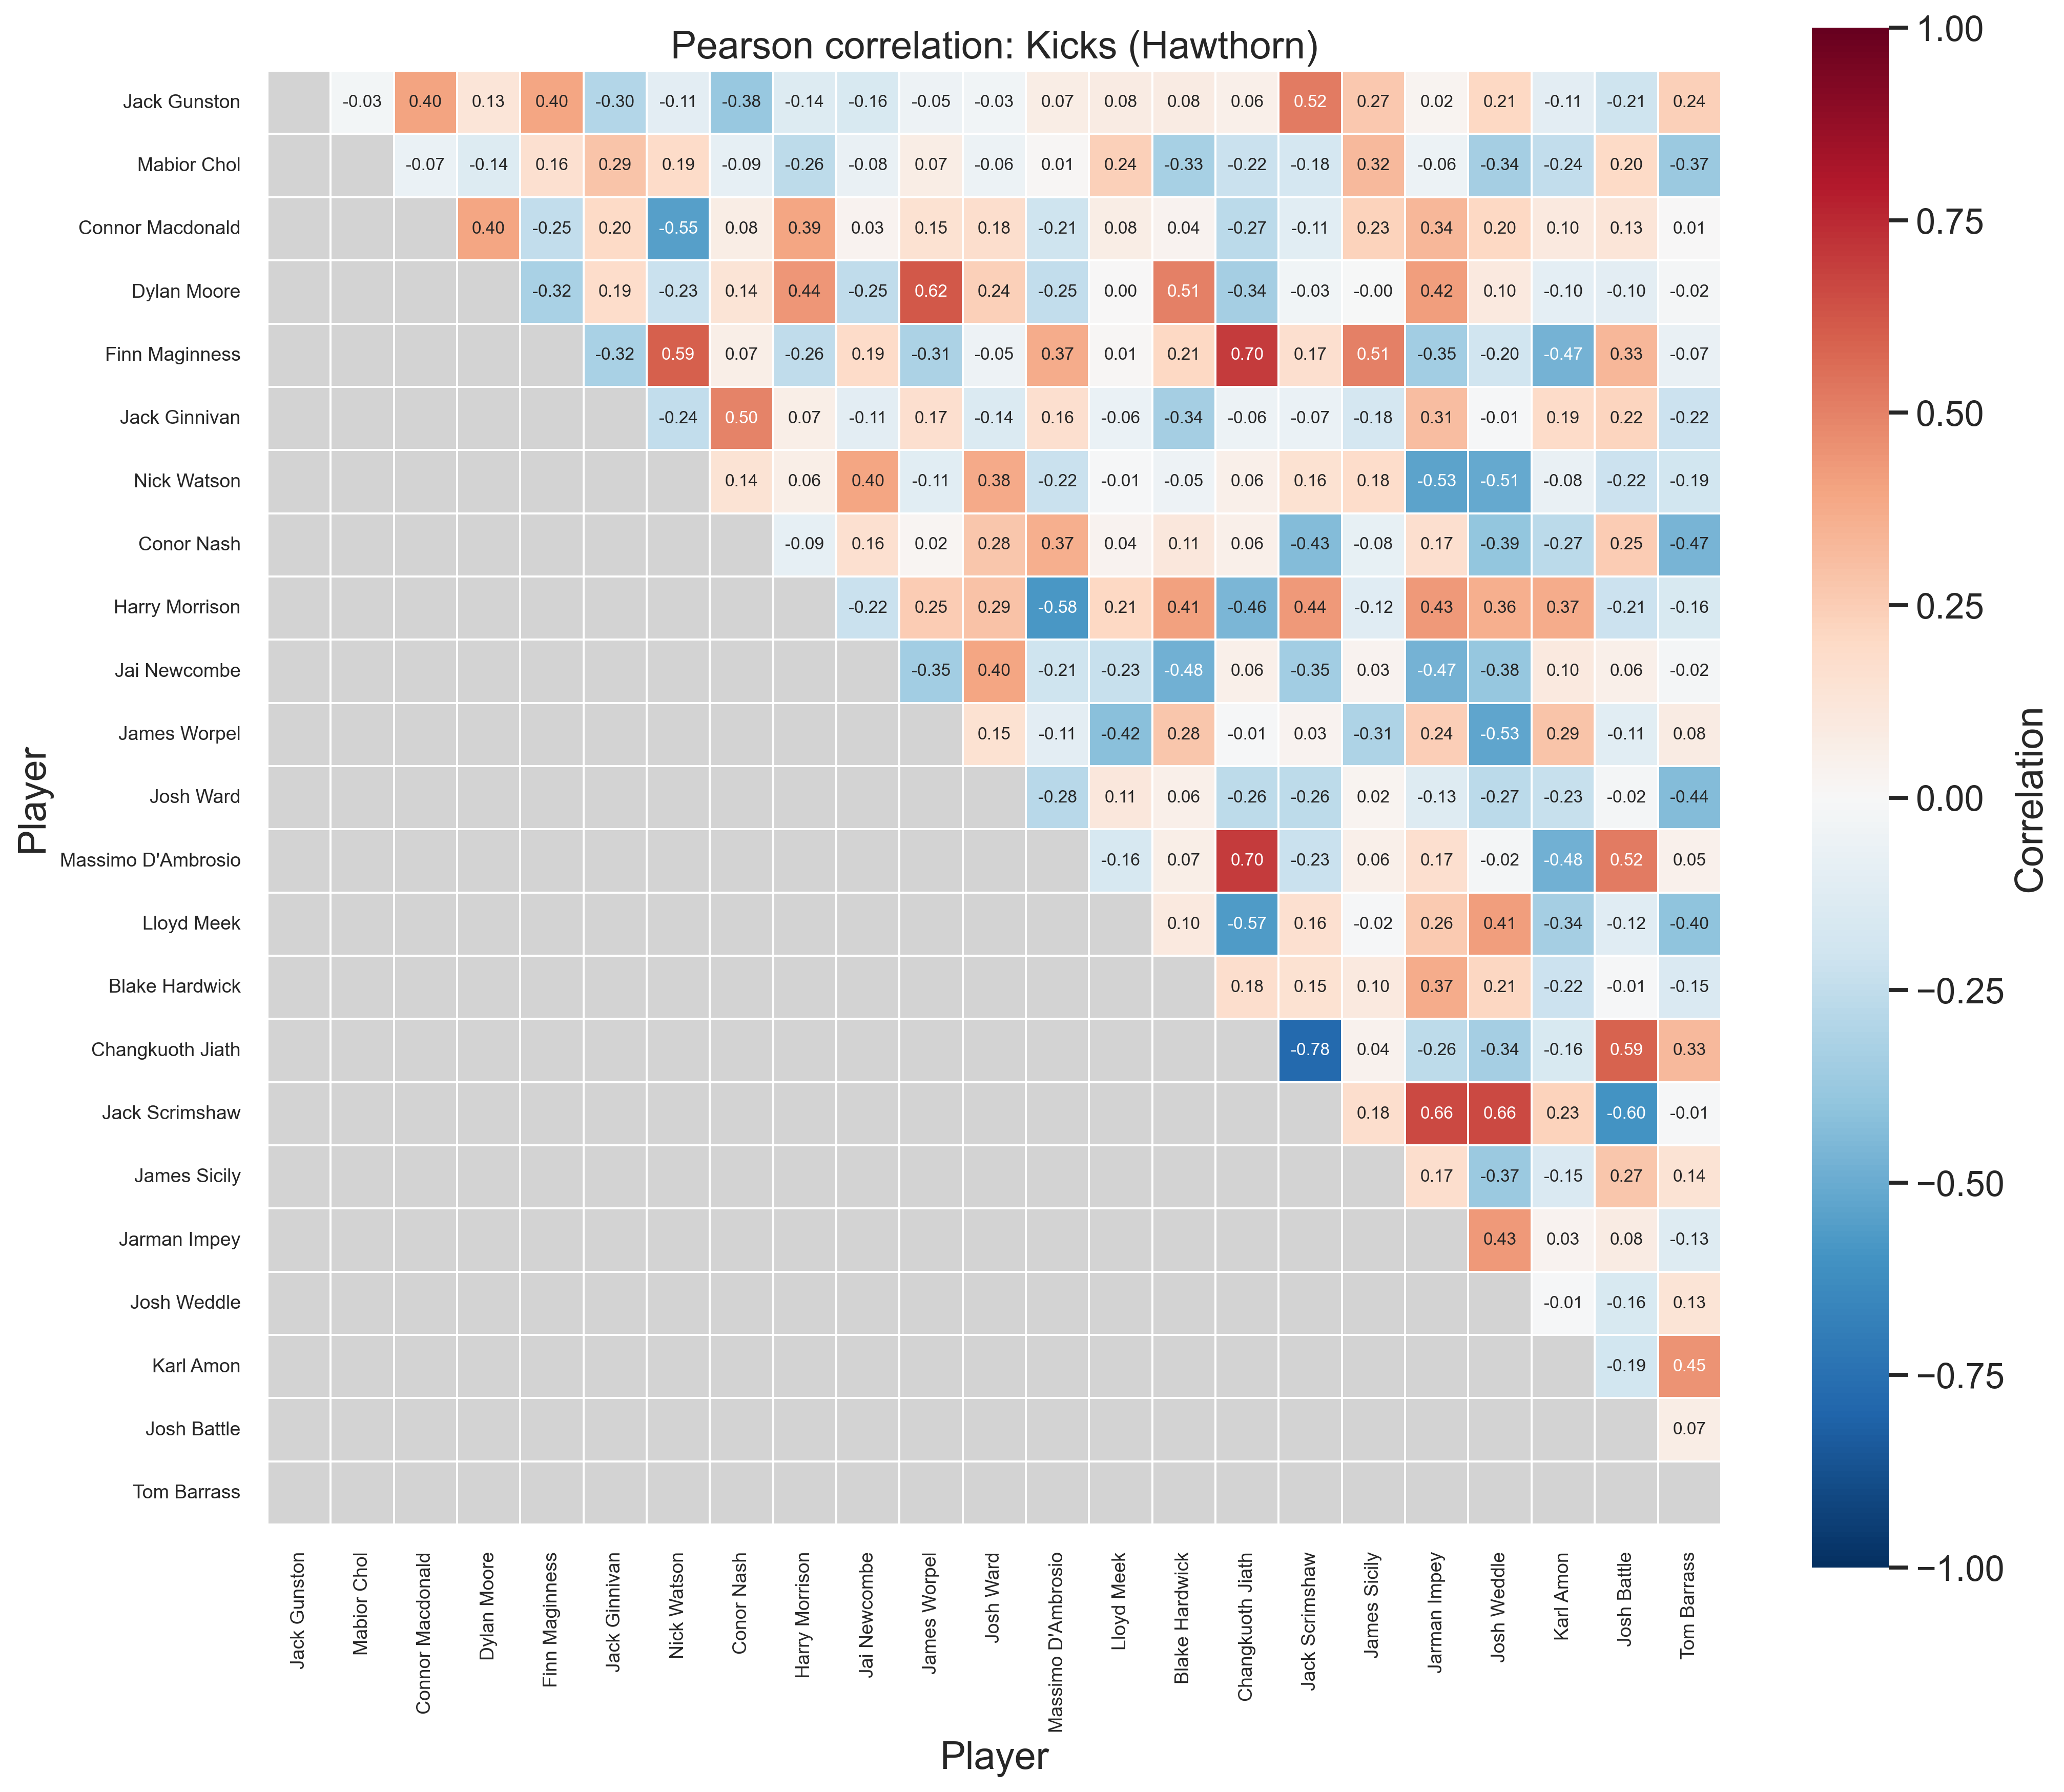 Pearson correlation: Kicks (Hawthorn)
Jack Gunston -0.03 0.40 0.13 0.40 -0.30 -0.11 -0.38 -0.14 -0.16 -0.05 -0.03 0.07 0.08 0.08 0.06 0.52 0.27 0.02 0.21 -0.11 -0.21 0.24
Mabior Chol -0.07 -0.14 0.16 0.29 0.19 -0.09 -0.26 -0.08 0.07 -0.06 0.01 0.24 -0.33 -0.22 -0.18 0.32 -0.06 -0.34 -0.24 0.20 -0.37
Connor Macdonald 0.40 -0.25 0.20 -0.55 0.08 0.39 0.03 0.15 0.18 -0.21 0.08 0.04 -0.27 -0.11 0.23 0.34 0.20 0.10 0.13 0.01
Dylan Moore -0.32 0.19 -0.23 0.14 0.44 -0.25 0.62 0.24 -0.25 0.00 0.51 -0.34 -0.03 -0.00 0.42 0.10 -0.10 -0.10 -0.02
Finn Maginness -0.32 0.59 0.07 -0.26 0.19 -0.31 -0.05 0.37 0.01 0.21 0.70 0.17 0.51 -0.35 -0.20 -0.47 0.33 -0.07
Jack Ginnivan -0.24 0.50 0.07 -0.11 0.17 -0.14 0.16 -0.06 -0.34 -0.06 -0.07 -0.18 0.31 -0.01 0.19 0.22 -0.22
Nick Watson 0.14 0.06 0.40 -0.11 0.38 -0.22 -0.01 -0.05 0.06 0.16 0.18 -0.53 -0.51 -0.08 -0.22 -0.19
Conor Nash -0.09 0.16 0.02 0.28 0.37 0.04 0.11 0.06 -0.43 -0.08 0.17 -0.39 -0.27 0.25 -0.47
Harry Morrison -0.22 0.25 0.29 -0.58 0.21 0.41 -0.46 0.44 -0.12 0.43 0.36 0.37 -0.21 -0.16
Jai Newcombe -0.35 0.40 -0.21 -0.23 -0.48 0.06 -0.35 0.03 -0.47 -0.38 0.10 0.06 -0.02
James Worpel 0.15 -0.11 -0.42 0.28 -0.01 0.03 -0.31 0.24 -0.53 0.29 -0.11 0.08
Josh Ward -0.28 0.11 0.06 -0.26 -0.26 0.02 -0.13 -0.27 -0.23 -0.02 -0.44
Massimo D'Ambrosio -0.16 0.07 0.70 -0.23 0.06 0.17 -0.02 -0.48 0.52 0.05
Lloyd Meek 0.10 -0.57 0.16 -0.02 0.26 0.41 -0.34 -0.12 -0.40
Blake Hardwick 0.18 0.15 0.10 0.37 0.21 -0.22 -0.01 -0.15
Changkuoth Jiath -0.78 0.04 -0.26 -0.34 -0.16 0.59 0.33
Jack Scrimshaw 0.18 0.66 0.66 0.23 -0.60 -0.01
James Sicily 0.17 -0.37 -0.15 0.27 0.14
Jarman Impey 0.43 0.03 0.08 -0.13
Josh Weddle -0.01 -0.16 0.13
Karl Amon -0.19 0.45
Josh Battle 0.07
Tom Barrass
Player
Jack Gunston
Mabior Chol
Connor Macdonald
Dylan Moore
Finn Maginness
Jack Ginnivan
Nick Watson
Conor Nash
Harry Morrison
Jai Newcombe
James Worpel
Josh Ward
Massimo D'Ambrosio
Lloyd Meek
Blake Hardwick
Changkuoth Jiath
Jack Scrimshaw
James Sicily
Jarman Impey
Josh Weddle
Karl Amon
Josh Battle
Tom Barrass
Player
1.00
0.75
0.50
0.25
0.00
−0.25
−0.50
−0.75
−1.00
Correlation